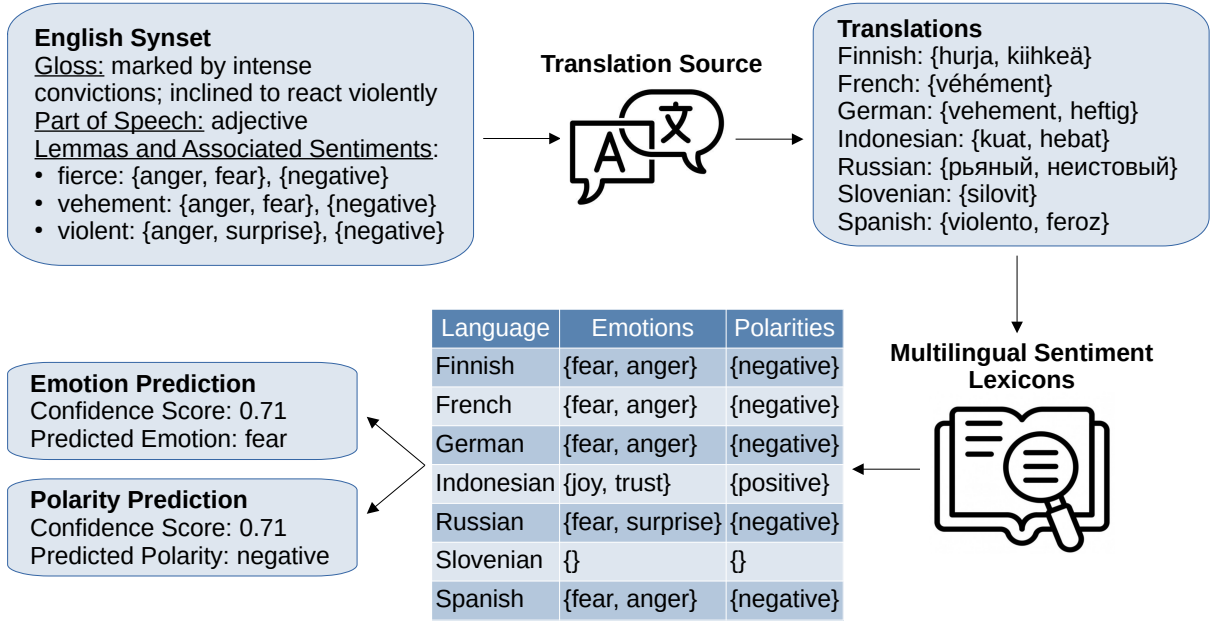 English Synset
Gloss: marked by intense
convictions; inclined to react violently
Part of Speech: adjective
Lemmas and Associated Sentiments:
• fierce: {anger, fear}, {negative}
• vehement: {anger, fear}, {negative}
• violent: {anger, surprise}, {negative}
Translation Source
A 文
Translations
Finnish: {hurja, kiihkeä}
French: {véhément}
German: {vehement, heftig}
Indonesian: {kuat, hebat}
Russian: {рьяный, неистовый}
Slovenian: {silovit}
Spanish: {violento, feroz}
Multilingual Sentiment
Lexicons
Language Emotions Polarities
Finnish {fear, anger} {negative}
French {fear, anger} {negative}
German {fear, anger} {negative}
Indonesian {joy, trust} {positive}
Russian {fear, surprise} {negative}
Slovenian {} {}
Spanish {fear, anger} {negative}
Emotion Prediction
Confidence Score: 0.71
Predicted Emotion: fear
Polarity Prediction
Confidence Score: 0.71
Predicted Polarity: negative